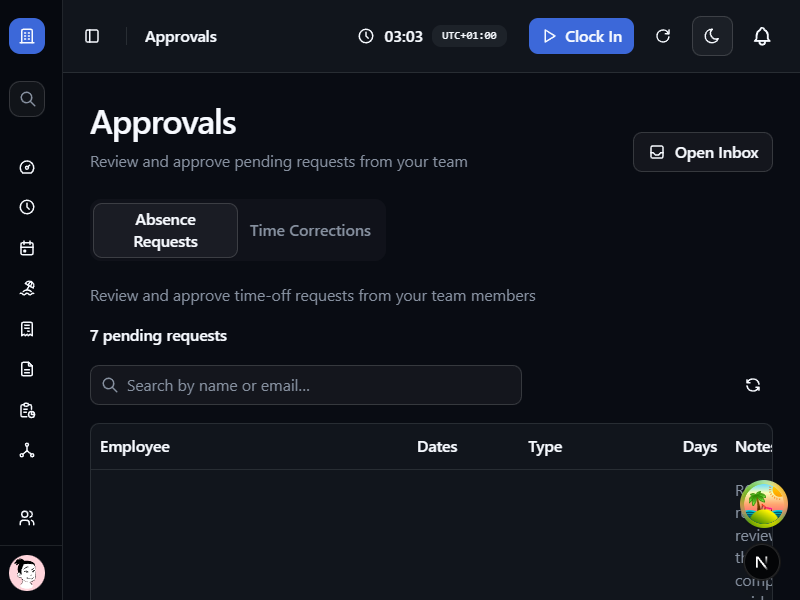 Approvals
03:03
UTC+01:00
Clock In
Approvals
Review and approve pending requests from your team
Open Inbox
Absence
Requests
Time Corrections
Review and approve time-off requests from your team members
7 pending requests
Search by name or email...
Employee
Dates
Type
Days
Notes
review
N